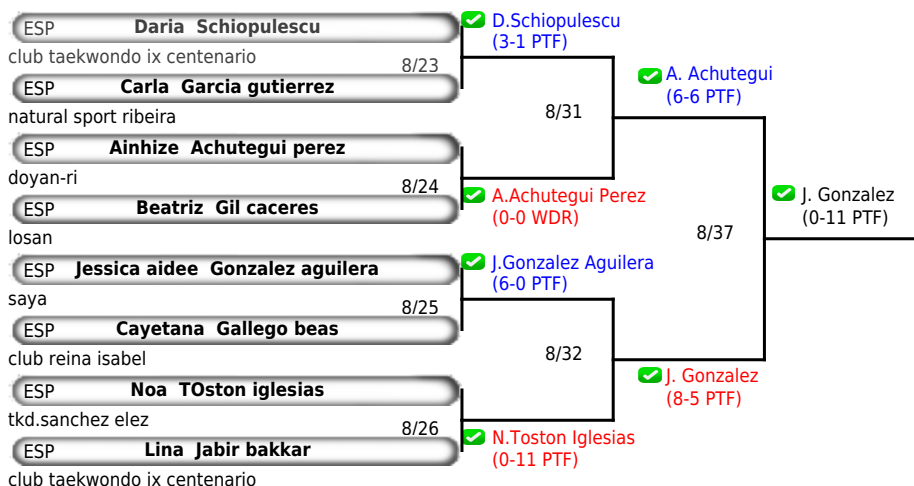 ESP Daria Schiopulescu
club taekwondo ix centenario
8/23
ESP Carla Garcia gutierrez
natural sport ribeira
ESP Ainhize Achutegui perez
doyan-ri
8/24
ESP Beatriz Gil caceres
losan
ESP Jessica aidee Gonzalez aguilera
saya
8/25
ESP Cayetana Gallego beas
club reina isabel
ESP Noa TOston iglesias
tkd.sanchez elez
8/26
ESP Lina Jabir bakkar
club taekwondo ix centenario
D.Schiopulescu
(3-1 PTF)
8/31
A.Achutegui Perez
(0-0 WDR)
J.Gonzalez Aguilera
(6-0 PTF)
8/32
N.Toston Iglesias
(0-11 PTF)
A. Achutegui
(6-6 PTF)
8/37
J. Gonzalez
(8-5 PTF)
J. Gonzalez
(0-11 PTF)